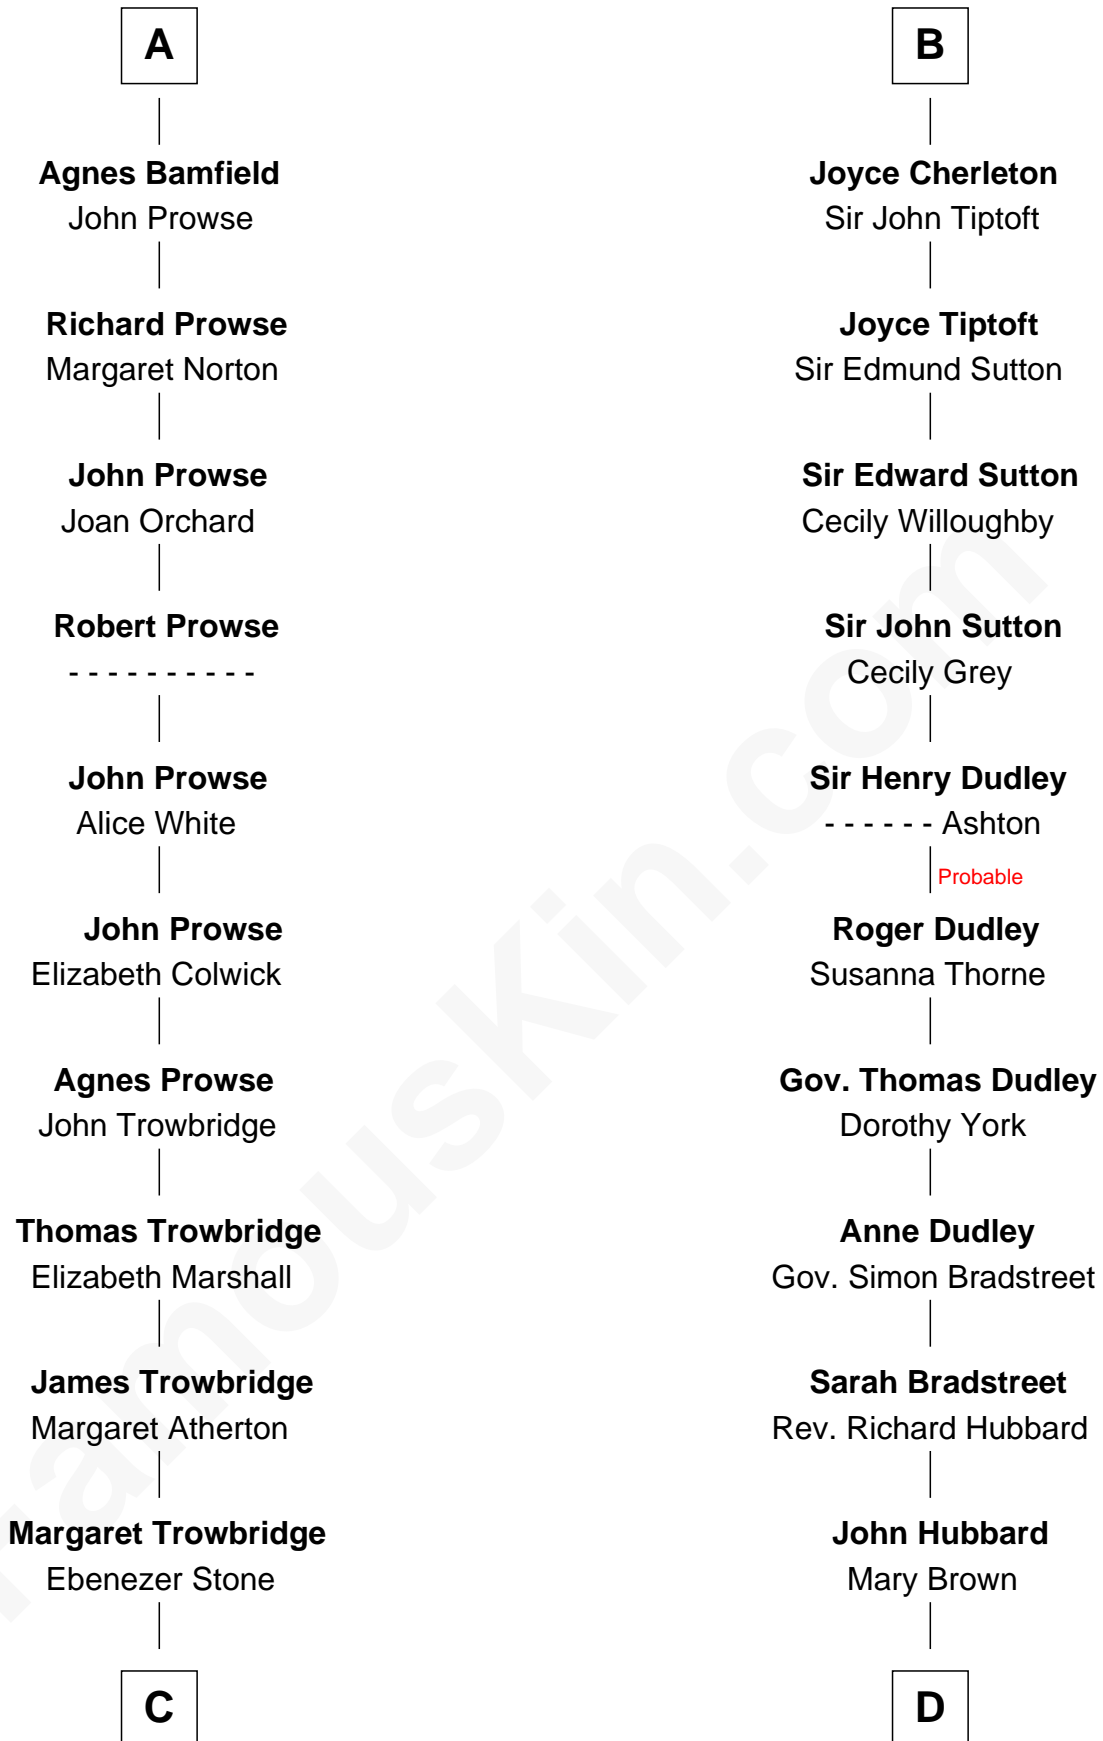 A
Agnes Bamfield
John Prowse
Richard Prowse
Margaret Norton
John Prowse
Joan Orchard
Robert Prowse
- - - - - - - - - -
John Prowse
Alice White
John Prowse
Elizabeth Colwick
Agnes Prowse
John Trowbridge
Thomas Trowbridge
Elizabeth Marshall
James Trowbridge
Margaret Atherton
Margaret Trowbridge
Ebenezer Stone
C
B
Joyce Cherleton
Sir John Tiptoft
Joyce Tiptoft
Sir Edmund Sutton
Sir Edward Sutton
Cecily Willoughby
Sir John Sutton
Cecily Grey
Sir Henry Dudley
- - - - - - Ashton
Probable
Roger Dudley
Susanna Thorne
Gov. Thomas Dudley
Dorothy York
Anne Dudley
Gov. Simon Bradstreet
Sarah Bradstreet
Rev. Richard Hubbard
John Hubbard
Mary Brown
D
FamousKin.com